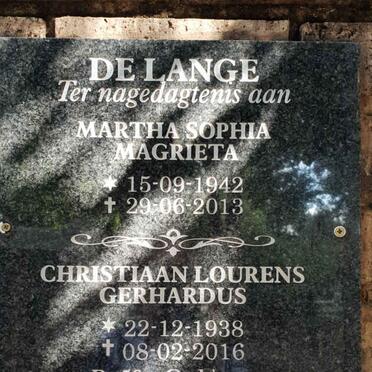 DE LANGE
Ter nagedagtenis aan
MARTHA SOPHIA
MAGRIETA
* 15-09-1942
✝ 29-06-2013
CHRISTIAAN LOURENS
GERHARDUS
* 22-12-1938
✝ 08-02-2016